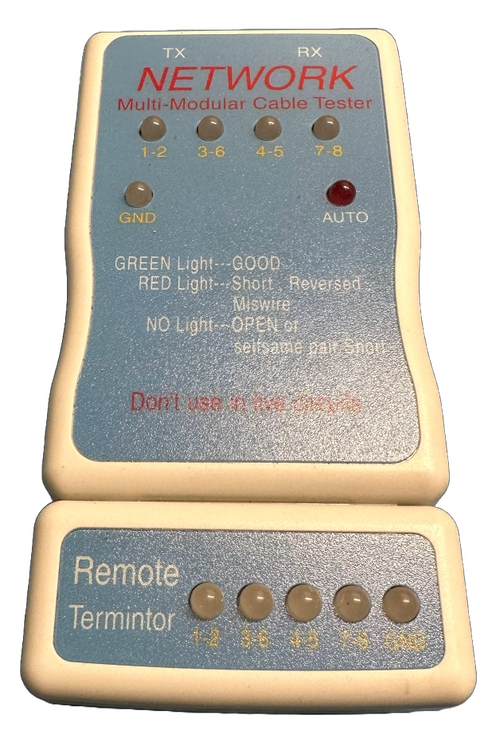 TX RX
NETWORK
Multi-Modular Cable Tester
1-2 3-6 4-5 7-8
GND AUTO
GREEN Light---GOOD
RED Light---Short , Reversed
Miswire
NO Light---OPEN or
selfsame pair Short
Don't use in live circuits
Remote
Termintor
1-2 3-6 4-5 7-8 GND